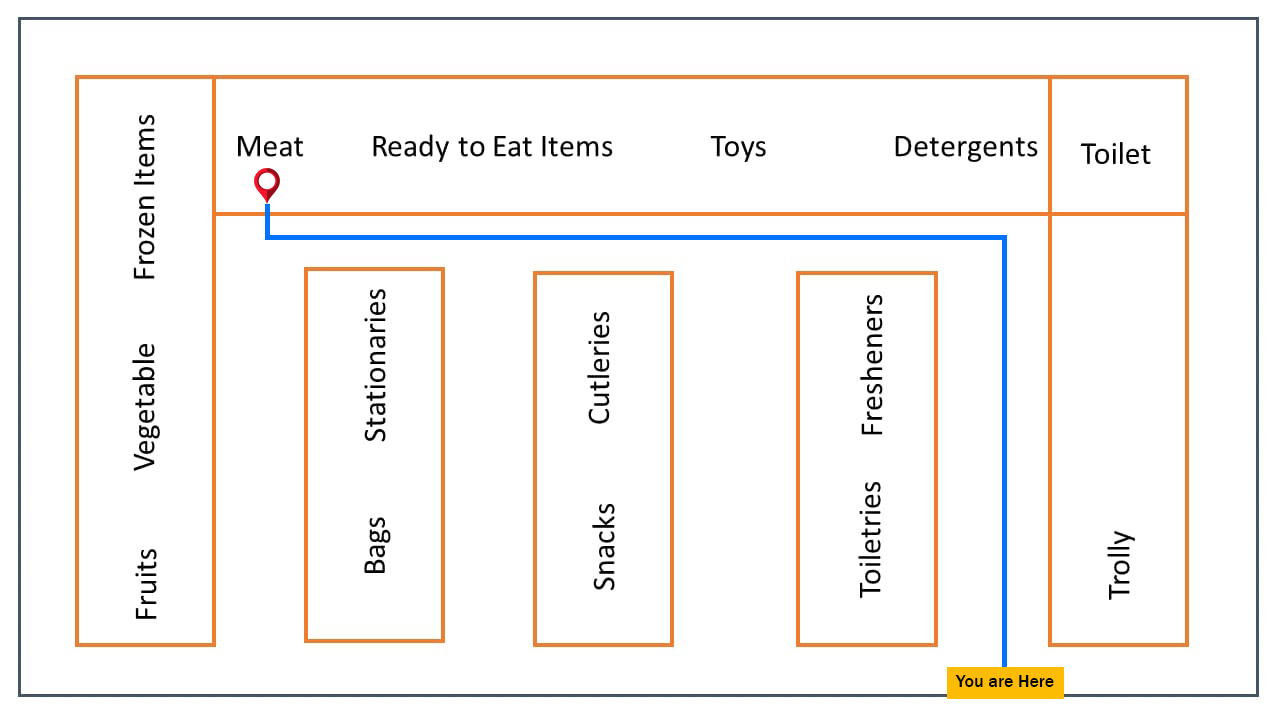 Meat
Ready to Eat Items
Toys
Detergents
Toilet
Frozen Items
Vegetable
Fruits
Stationaries
Bags
Cutleries
Snacks
Fresheners
Toiletries
Trolly
You are Here